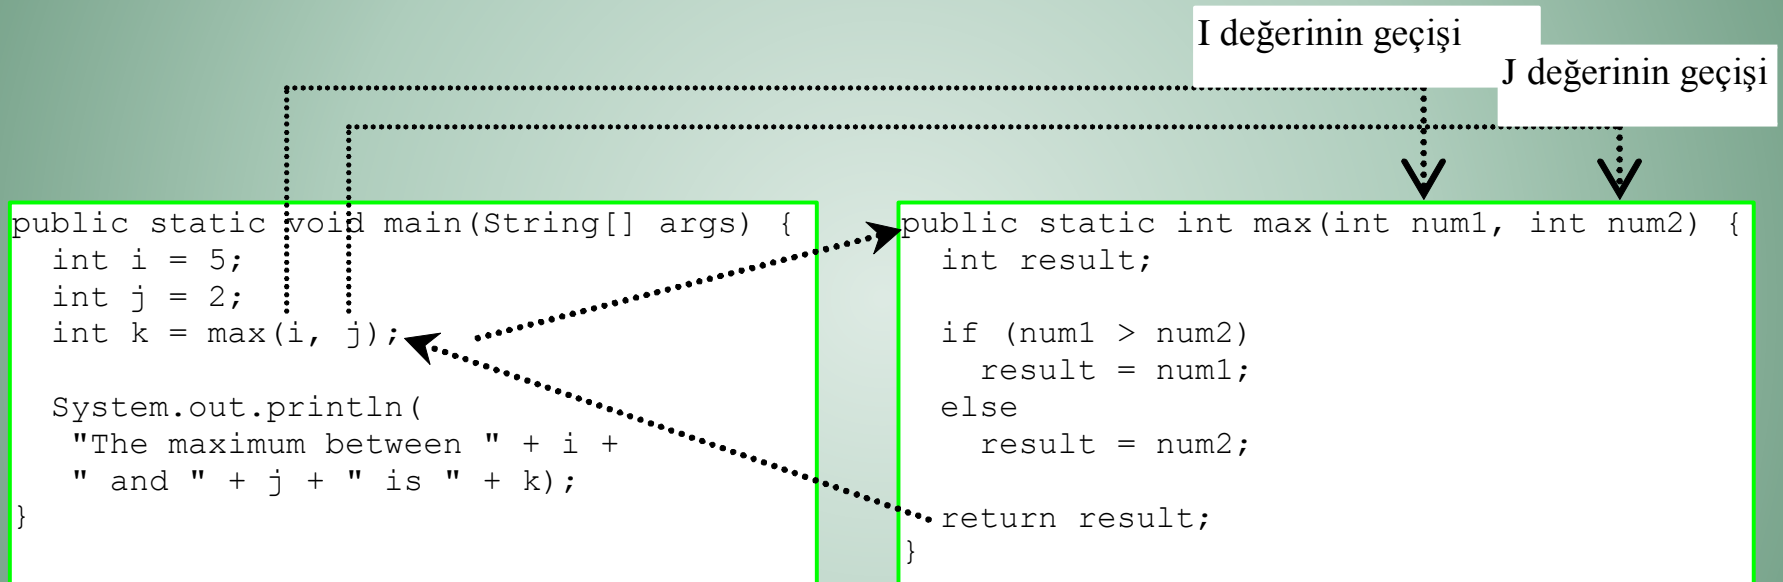 I değerinin geçişi
J değerinin geçişi
public static void main(String[] args) {
  int i = 5;
  int j = 2;
  int k = max(i, j);
  System.out.println(
   "The maximum between " + i +
   " and " + j + " is " + k);
}
public static int max(int num1, int num2) {
  int result;
  if (num1 > num2)
    result = num1;
  else
    result = num2;
  return result;
}